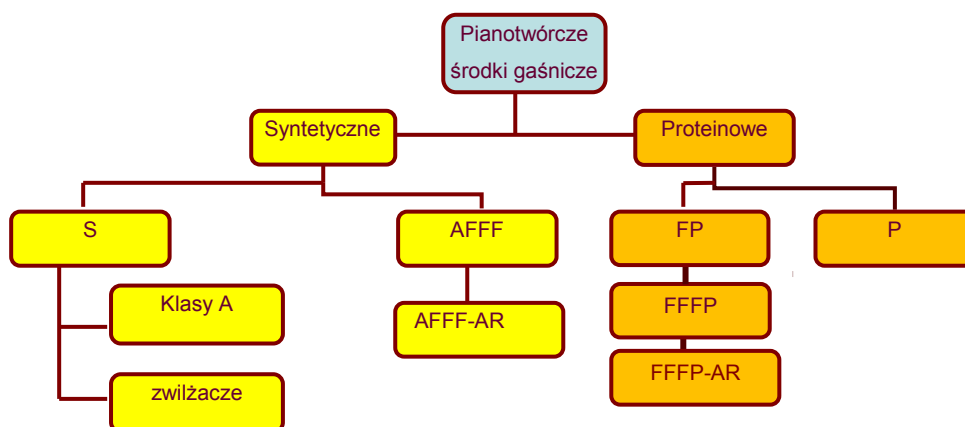 Pianotwórcze
środki gaśnicze
Syntetyczne
Proteinowe
S
AFFF
FP
P
Klasy A
AFFF-AR
FFFP
FFFP-AR
zwilżacze